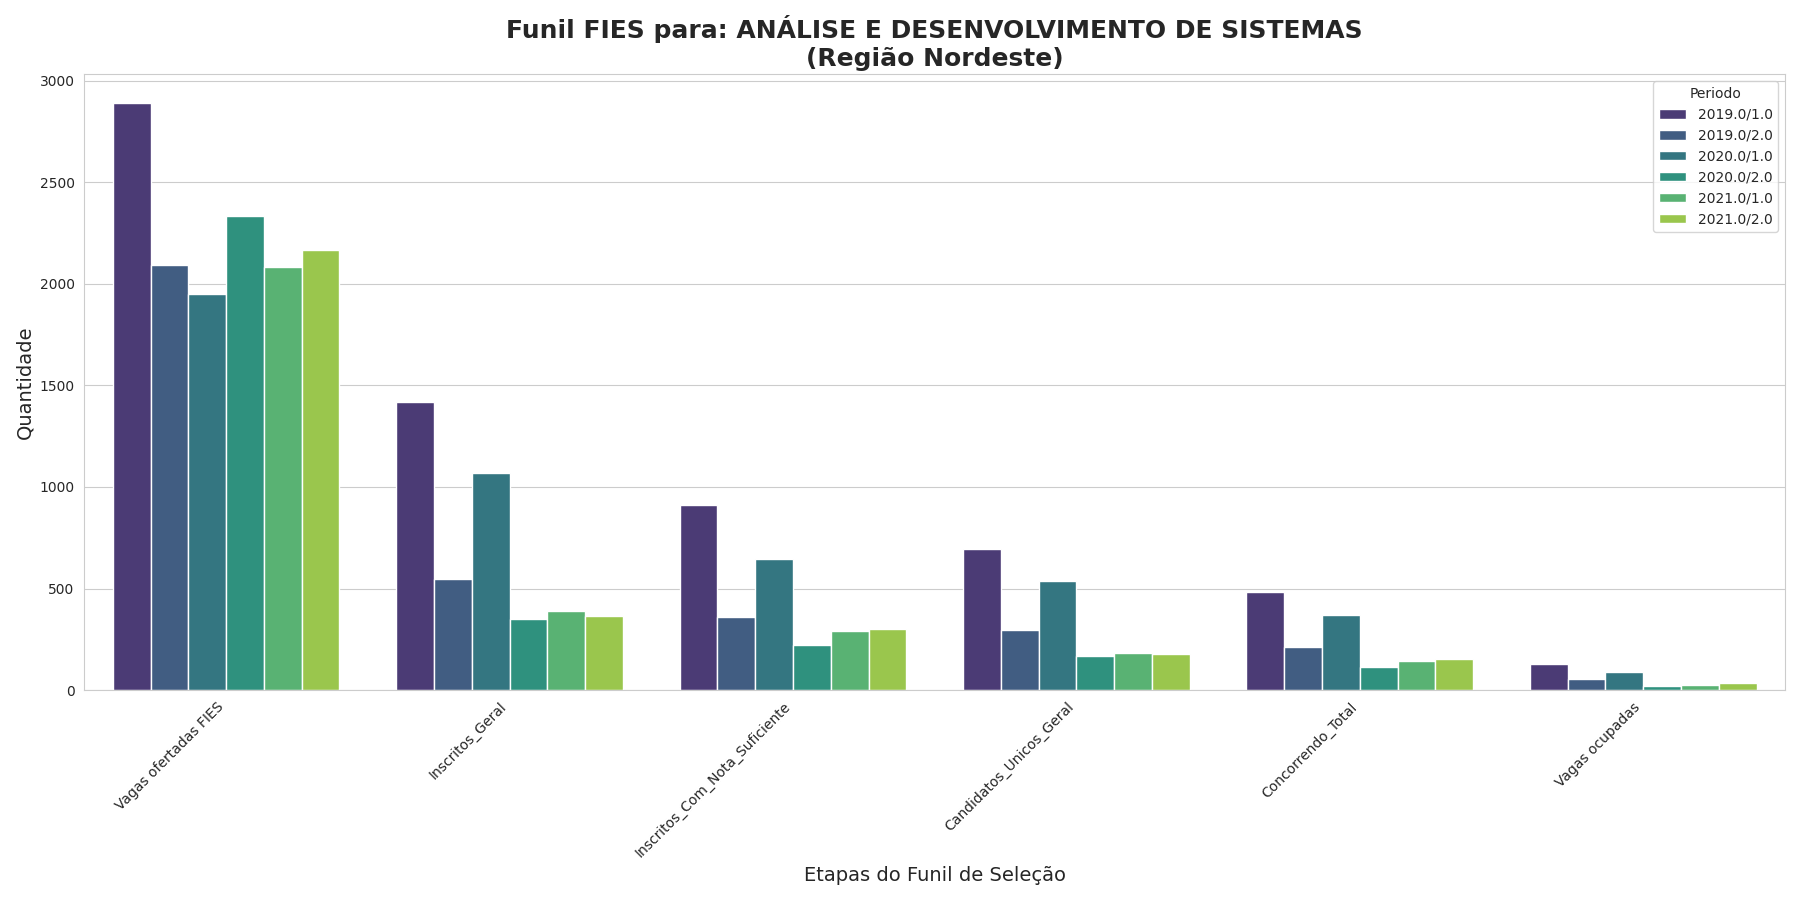 Funil FIES para: ANÁLISE E DESENVOLVIMENTO DE SISTEMAS
(Região Nordeste)
Quantidade
3000
2500
2000
1500
1000
500
0
Periodo
2019.0/1.0
2019.0/2.0
2020.0/1.0
2020.0/2.0
2021.0/1.0
2021.0/2.0
Vagas ofertadas FIES
Inscritos_Geral
Inscritos_Com_Nota_Suficiente
Candidatos_Unicos_Geral
Concorrendo_Total
Vagas ocupadas
Etapas do Funil de Seleção